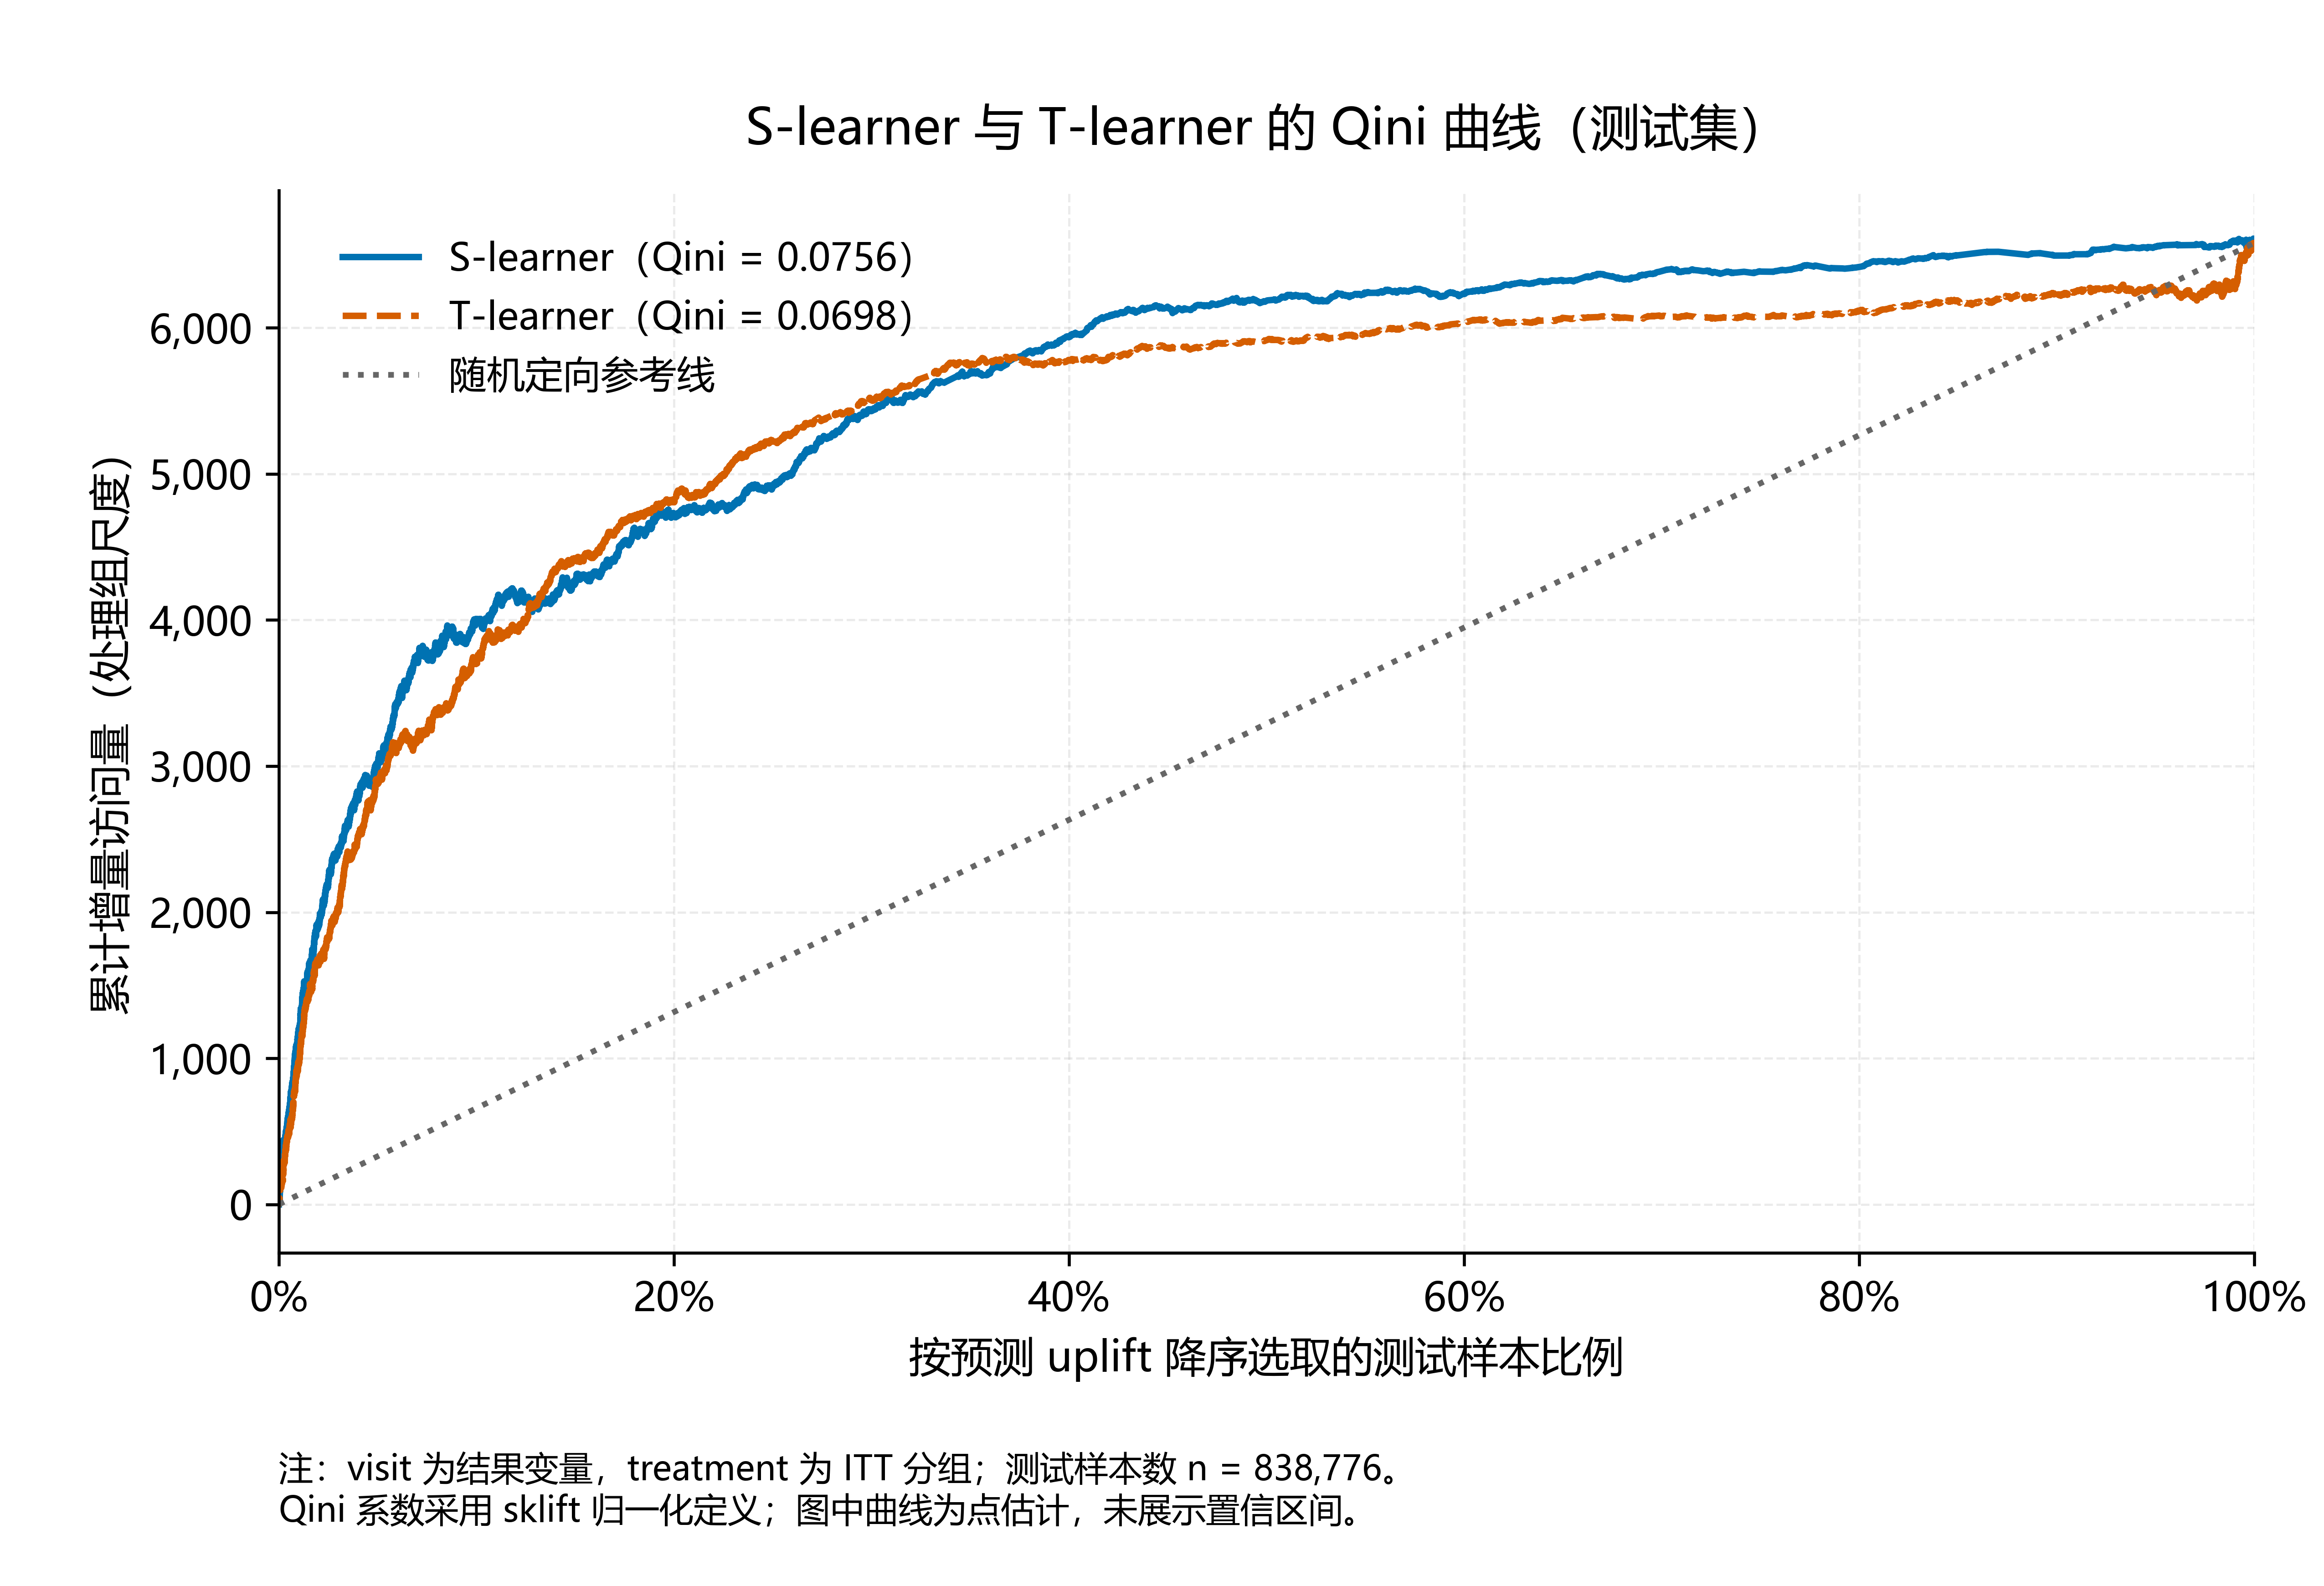 S-learner 与 T-learner 的 Qini 曲线（测试集）
S-learner（Qini = 0.0756）
T-learner（Qini = 0.0698）
随机定向参考线
累计增量访问量（处理组尺度）
6,000
5,000
4,000
3,000
2,000
1,000
0
0%
20%
40%
60%
80%
100%
按预测 uplift 降序选取的测试样本比例
注：visit 为结果变量，treatment 为 ITT 分组；测试样本数 n = 838,776。
Qini 系数采用 sklift 归一化定义；图中曲线为点估计，未展示置信区间。